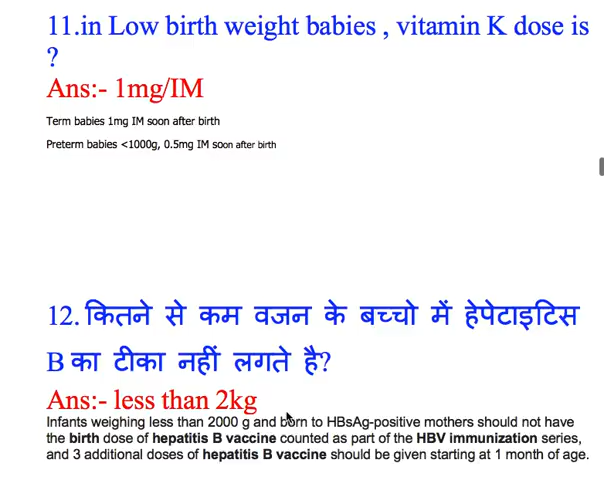 11.in Low birth weight babies , vitamin K dose is
?
Ans:- 1mg/IM
Term babies 1mg IM soon after birth
Preterm babies <1000g, 0.5mg IM soon after birth
12. कितने से कम वजन के बच्चो में हेपेटाइटिस
B का टीका नहीं लगते है?
Ans:- less than 2kg
Infants weighing less than 2000 g and born to HBsAg-positive mothers should not have
the birth dose of hepatitis B vaccine counted as part of the HBV immunization series,
and 3 additional doses of hepatitis B vaccine should be given starting at 1 month of age.